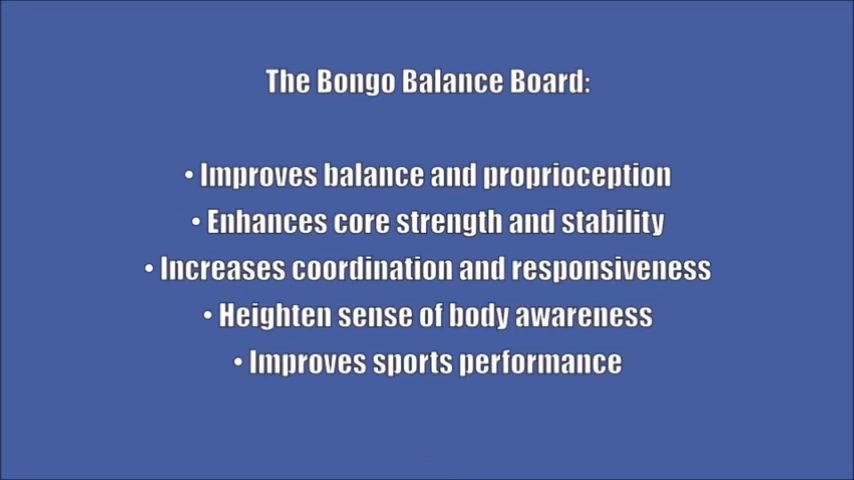 The Bongo Balance Board:
• Improves balance and proprioception
• Enhances core strength and stability
• Increases coordination and responsiveness
• Heighten sense of body awareness
• Improves sports performance